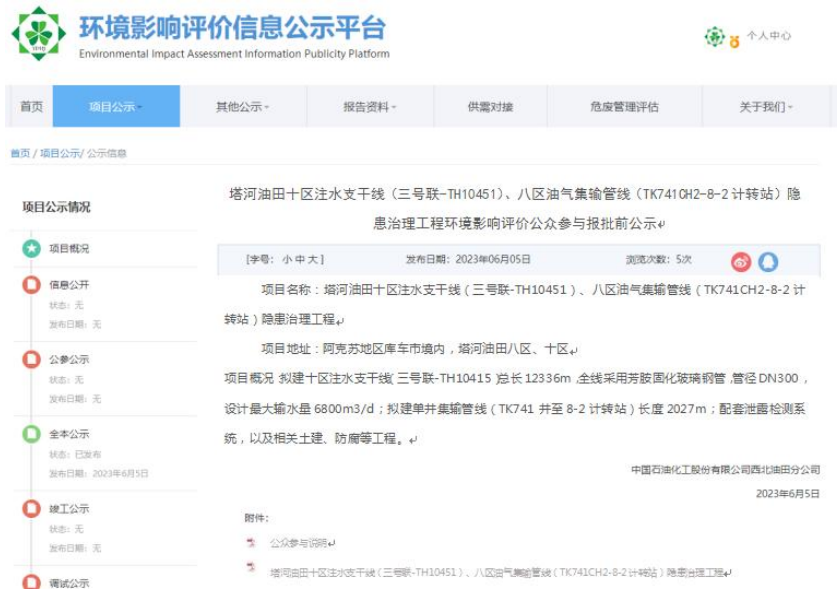 环境影响评价信息公示平台
Environmental Impact Assessment Information Publicity Platform
个人中心
首页 项目公示 其他公示 报告资料 供需对接 危废管理评估 关于我们
首页 / 项目公示/ 公示信息
项目公示情况
项目概况
信息公开
状态：无
发布日期：无
公参公示
状态：无
发布日期：无
全本公示
状态：已发布
发布日期：2023年6月5日
竣工公示
状态：无
发布日期：无
调试公示
塔河油田十区注水支干线（三号联-TH10451）、八区油气集输管线（TK741CH2-8-2计转站）隐
患治理工程环境影响评价公众参与报批前公示↵
[字号：小 中 大] 发布日期：2023年06月05日 浏览次数：5次
项目名称：塔河油田十区注水支干线（三号联-TH10451）、八区油气集输管线（TK741CH2-8-2 计
转站）隐患治理工程↵
项目地址：阿克苏地区库车市境内，塔河油田八区、十区↵
项目概况 拟建十区注水支干线（三号联-TH10415）总长 12336m ,全线采用芳胺固化玻璃钢管 ,管径 DN300，
设计最大输水量 6800m3/d；拟建单井集输管线（TK741 井至 8-2 计转站）长度 2027m；配套泄露检测系
统，以及相关土建、防腐等工程。↵
中国石油化工股份有限公司西北油田分公司
2023年6月5日
附件：
公众参与说明↵
塔河油田十区注水支干线（三号联-TH10451）、八区油气集输管线（TK741CH2-8-2计转站）隐患治理工程↵